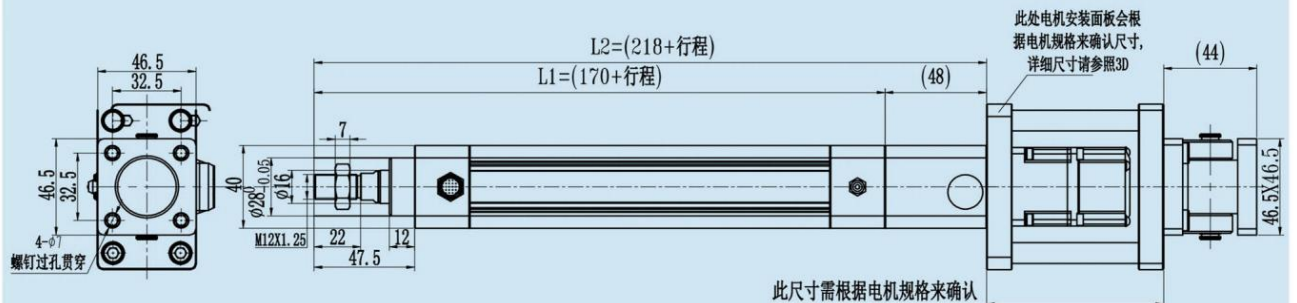 此处电机安装面板会根
据电机规格来确认尺寸,
详细尺寸请参照3D
(44)
L2=(218+行程)
L1=(170+行程)
(48)
46.5
32.5
7
46.5
32.5
40
ø28⁰-0.05
ø16
46.5X46.5
4-ø7
螺钉过孔贯穿
M12X1.25
22
12
47.5
此尺寸需根据电机规格来确认